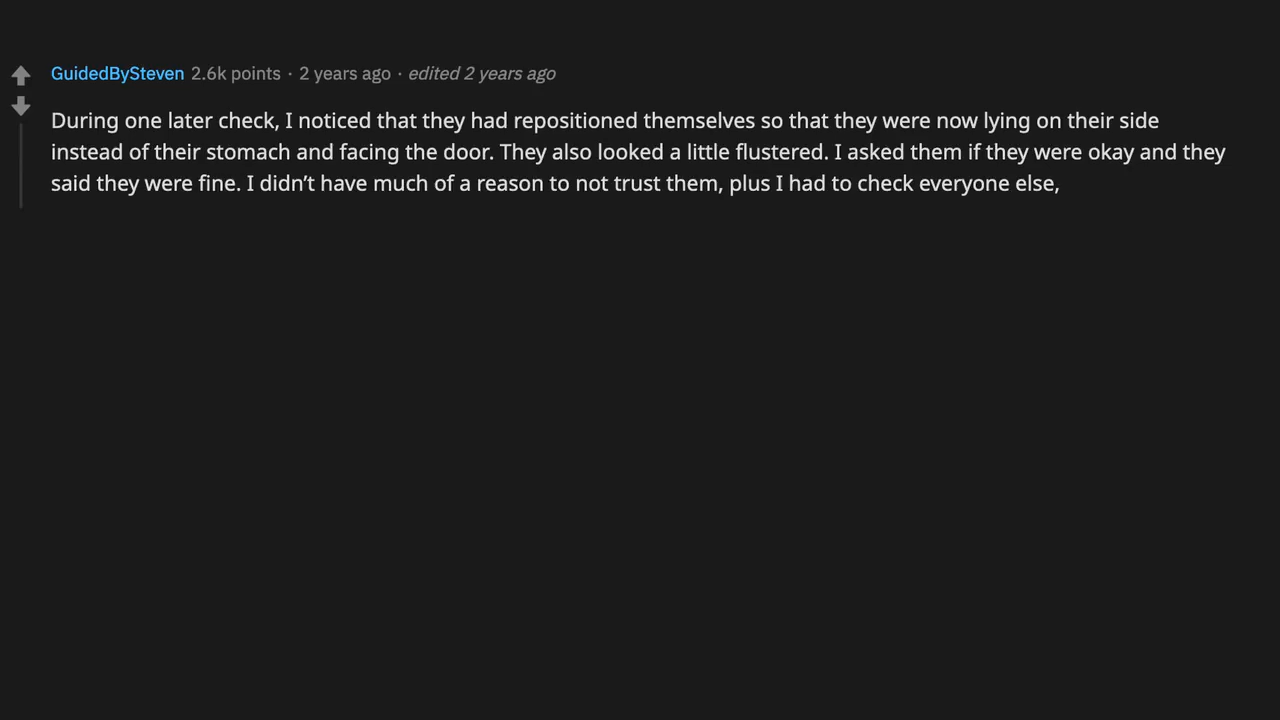 GuidedBySteven 2.6k points · 2 years ago · edited 2 years ago
During one later check, I noticed that they had repositioned themselves so that they were now lying on their side
instead of their stomach and facing the door. They also looked a little flustered. I asked them if they were okay and they
said they were fine. I didn’t have much of a reason to not trust them, plus I had to check everyone else,